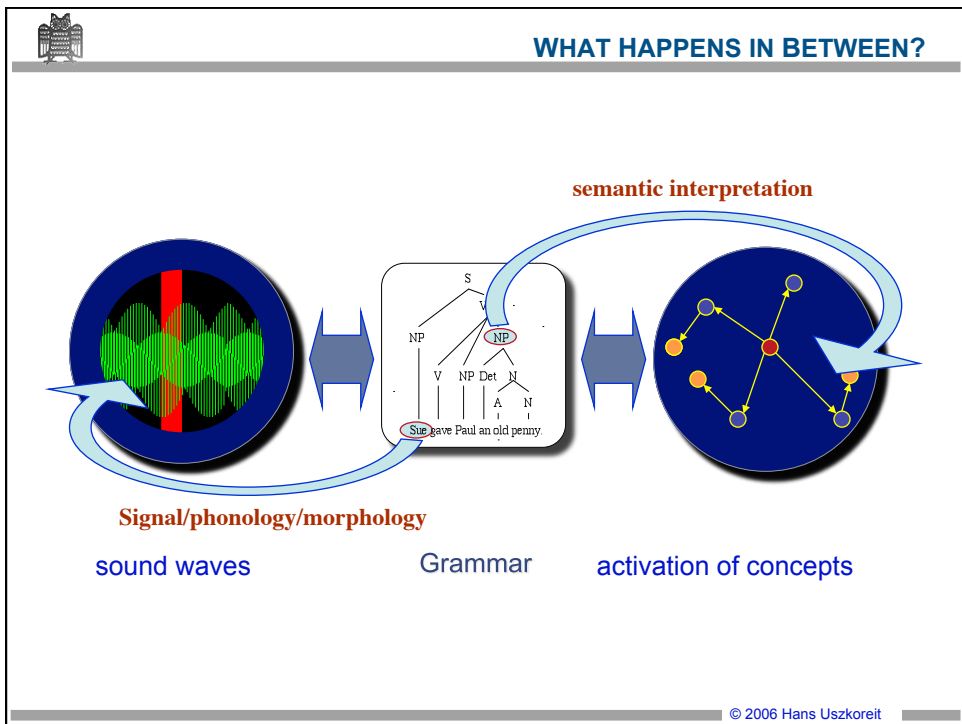 WHAT HAPPENS IN BETWEEN?
semantic interpretation
S
V
NP
NP
V NP Det N
A N
Sue gave Paul an old penny.
Signal/phonology/morphology
sound waves
Grammar
activation of concepts
© 2006 Hans Uszkoreit